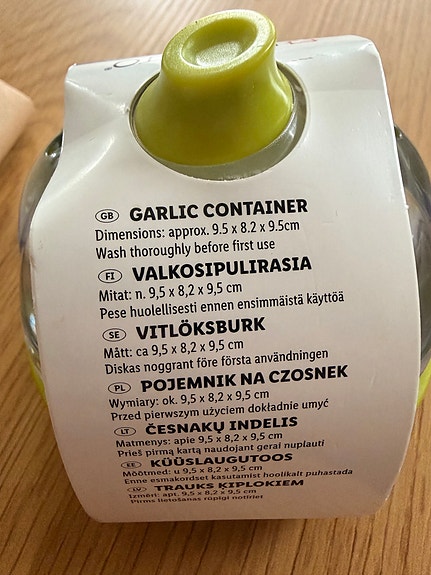 GB GARLIC CONTAINER
Dimensions: approx. 9.5 x 8.2 x 9.5cm
Wash thoroughly before first use
FI VALKOSIPULIRASIA
Mitat: n. 9,5 x 8,2 x 9,5 cm
Pese huolellisesti ennen ensimmäistä käyttöä
SE VITLÖKSBURK
Mått: ca 9,5 x 8,2 x 9,5 cm
Diskas noggrant före första användningen
PL POJEMNIK NA CZOSNEK
Wymiary: ok. 9,5 x 8,2 x 9,5 cm
Przed pierwszym użyciem dokładnie umyć
LT ČESNAKŲ INDELIS
Matmenys: apie 9,5 x 8,2 x 9,5 cm
Prieš pirmą kartą naudojant gerai nuplauti
EE KÜÜSLAUGUTOOS
Mõõtmed: u 9,5 x 8,2 x 9,5 cm
Enne esmakordset kasutamist hoolikalt puhastada
LV TRAUKS ĶIPLOKIEM
Izmēri: apt. 9,5 x 8,2 x 9,5 cm
Pirms lietošanas rūpīgi notīriet